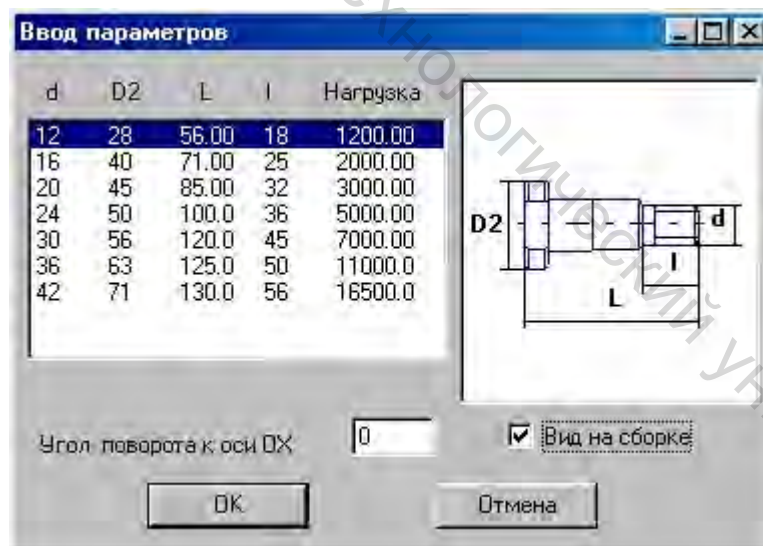 Ввод параметров
d D2 L l Нагрузка
12 28 56.00 18 1200.00
16 40 71.00 25 2000.00
20 45 85.00 32 3000.00
24 50 100.0 36 5000.00
30 56 120.0 45 7000.00
36 63 125.0 50 11000.0
42 71 130.0 56 16500.0
D2 d
l
L
Угол поворота к оси OX 0 Вид на сборке
OK Отмена